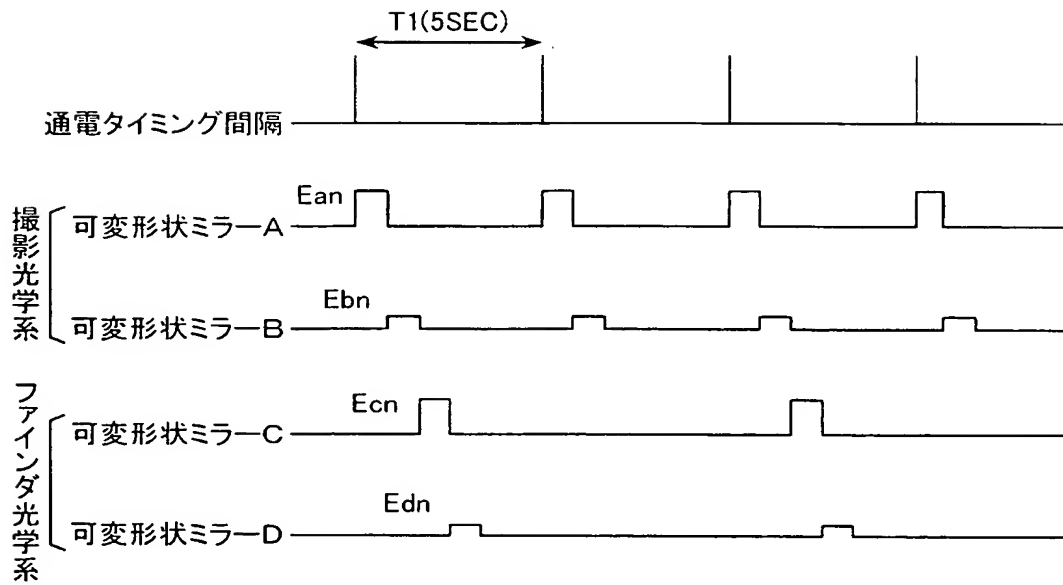 T1(5SEC)
通電タイミング間隔
撮影光学系
Ean
可変形状ミラーA
Ebn
可変形状ミラーB
ファインダ光学系
Ecn
可変形状ミラーC
Edn
可変形状ミラーD